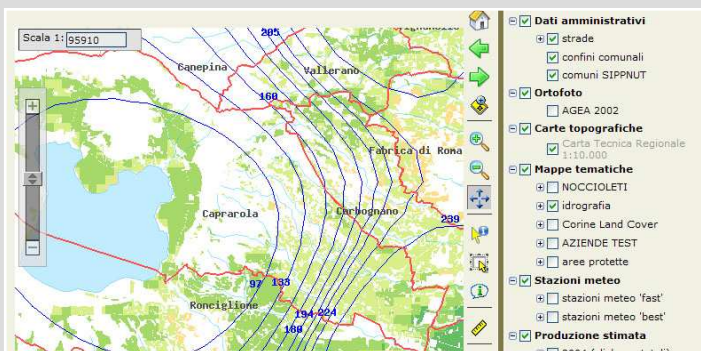 Scala 1: 95910
205
Canepina
Vallerano
160
Fabrica di Roma
Caprarola
Corbognano
239
97 133
Ronciglione
194 224
180
Dati amministrativi
strade
confini comunali
comuni SIPPNUT
Ortofoto
AGEA 2002
Carte topografiche
Carta Tecnica Regionale
1:10.000
Mappe tematiche
NOCCIOLETI
idrografia
Corine Land Cover
AZIENDE TEST
aree protette
Stazioni meteo
stazioni meteo 'fast'
stazioni meteo 'best'
Produzione stimata